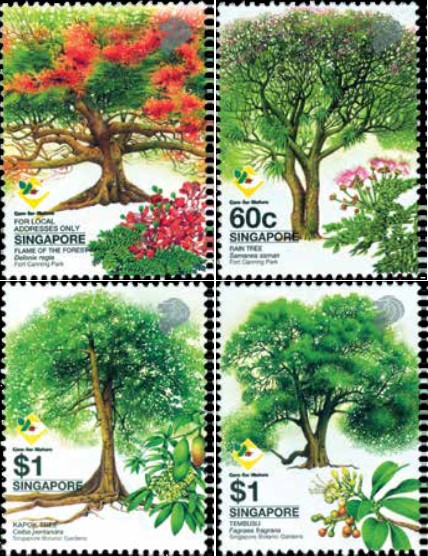 Care for Nature
FOR LOCAL
ADDRESSES ONLY
SINGAPORE
FLAME OF THE FOREST
Delonix regia
Fort Canning Park
Care for Nature
60c
SINGAPORE
RAIN TREE
Samanea saman
Fort Canning Park
Care for Nature
$1
SINGAPORE
KAPOK TREE
Ceiba pentandra
Singapore Botanic Gardens
Care for Nature
$1
SINGAPORE
TEMBUSU
Fagraea fragrans
Singapore Botanic Gardens